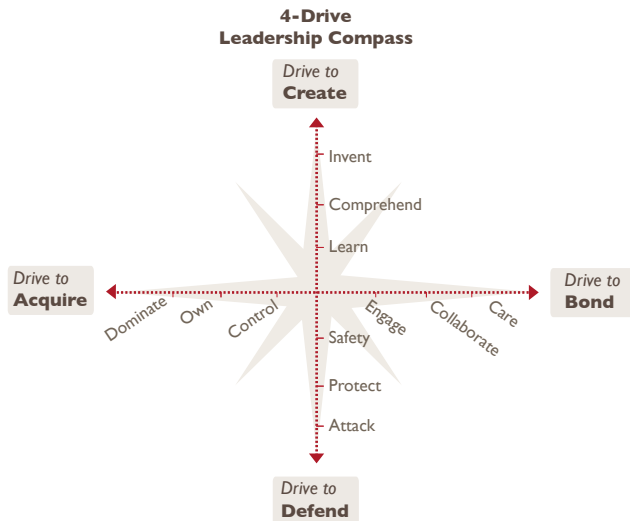 4-Drive
Leadership Compass
Drive to
Create
Invent
Comprehend
Learn
Drive to
Acquire
Drive to
Bond
Dominate
Own
Control
Engage
Collaborate
Care
Safety
Protect
Attack
Drive to
Defend